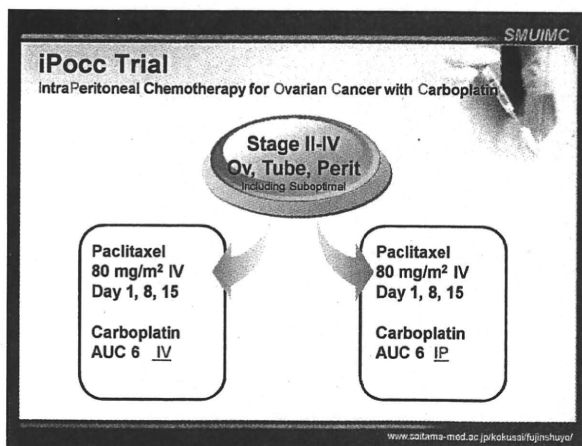 SMUIMC
iPocc Trial
IntraPeritoneal Chemotherapy for Ovarian Cancer with Carboplatin
Stage II-IV
Ov, Tube, Perit
Including Suboptimal
Paclitaxel
80 mg/m² IV
Day 1, 8, 15
Carboplatin
AUC 6 IV
Paclitaxel
80 mg/m² IV
Day 1, 8, 15
Carboplatin
AUC 6 IP
www.saitama-med.ac.jp/kokusai/fujinshuyo/